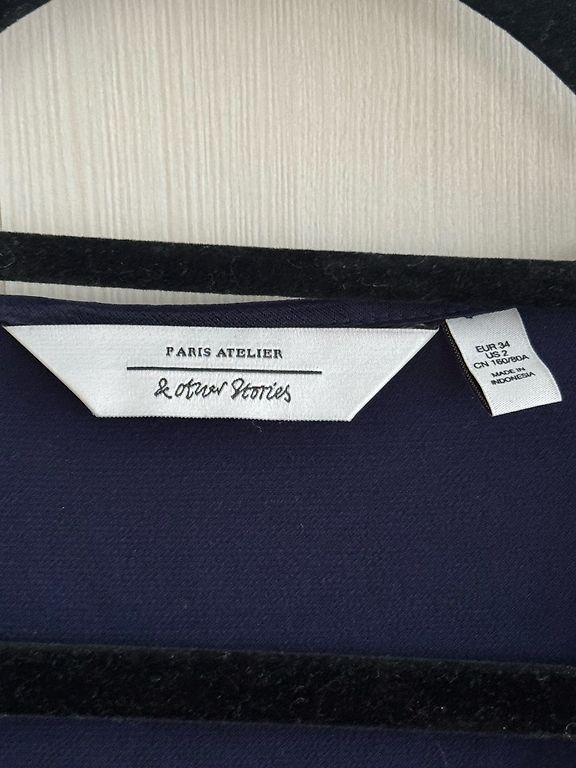 PARIS ATELIER
& other Stories
EUR 34
US 2
CN 160/80A
MADE IN
INDONESIA